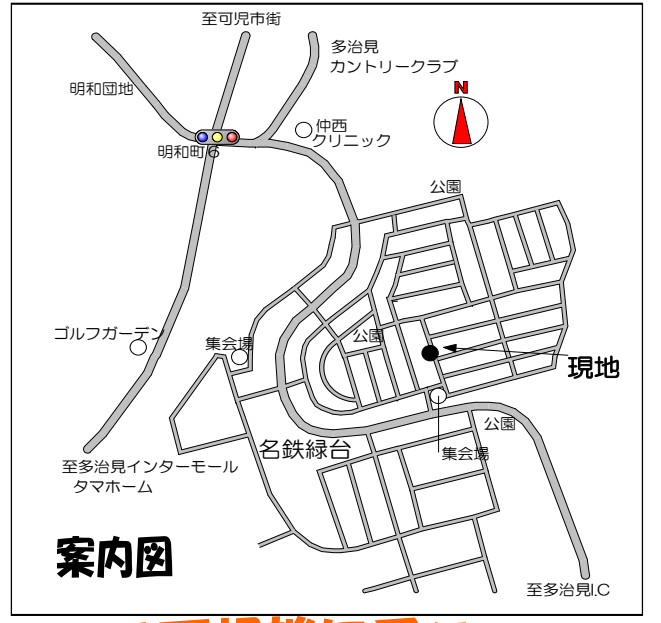 至可児市街
多治見
カントリークラブ
明和団地
N
仲西
クリニック
明和町6
公園
ゴルフガーデン
集会場
公園
現地
公園
名鉄緑台
集会場
至多治見インターモール
タマホーム
案内図
至多治見I.C